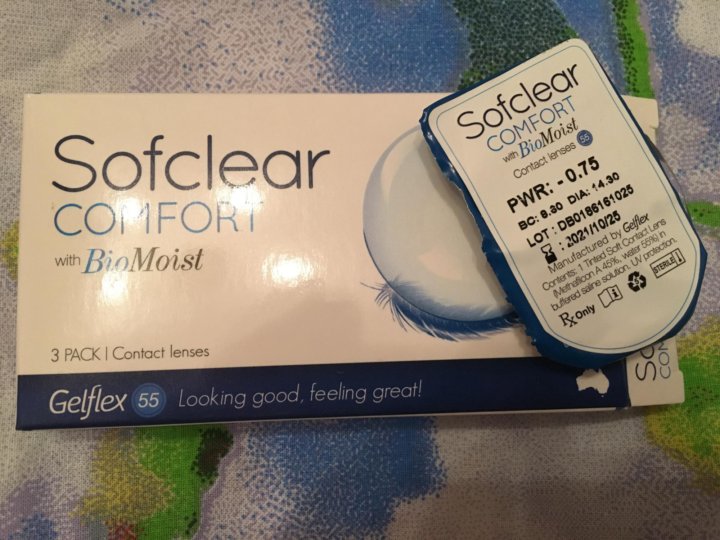 Sofclear
COMFORT
with BioMoist
3 PACK | Contact lenses
Gelflex 55 Looking good, feeling great!
Sofclear
COMFORT
with BioMoist
Contact lenses 55
PWR: - 0.75
BC: 8.80 DIA: 14.30
LOT : DB0186161025
: 2021/10/25
Manufactured by Gelflex
Contents: 1 Tinted Soft Contact Lens
(Methafilcon A 45%, water 55%) in
buffered saline solution. UV protection.
Rx Only
STERILE